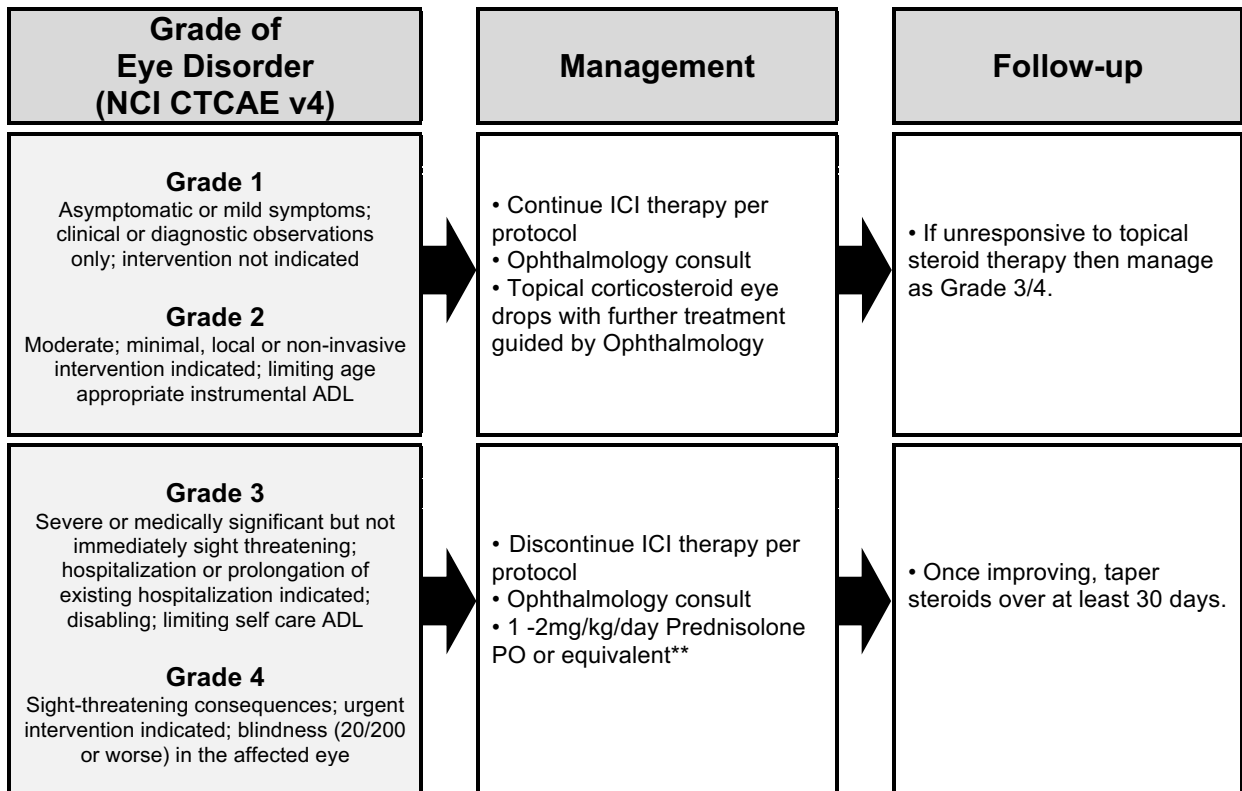 Grade of
Eye Disorder
(NCI CTCAE v4)
Management
Follow-up
Grade 1
Asymptomatic or mild symptoms;
clinical or diagnostic observations
only; intervention not indicated
Grade 2
Moderate; minimal, local or non-invasive
intervention indicated; limiting age
appropriate instrumental ADL
• Continue ICI therapy per
protocol
• Ophthalmology consult
• Topical corticosteroid eye
drops with further treatment
guided by Ophthalmology
• If unresponsive to topical
steroid therapy then manage
as Grade 3/4.
Grade 3
Severe or medically significant but not
immediately sight threatening;
hospitalization or prolongation of
existing hospitalization indicated;
disabling; limiting self care ADL
Grade 4
Sight-threatening consequences; urgent
intervention indicated; blindness (20/200
or worse) in the affected eye
• Discontinue ICI therapy per
protocol
• Ophthalmology consult
• 1 -2mg/kg/day Prednisolone
PO or equivalent**
• Once improving, taper
steroids over at least 30 days.